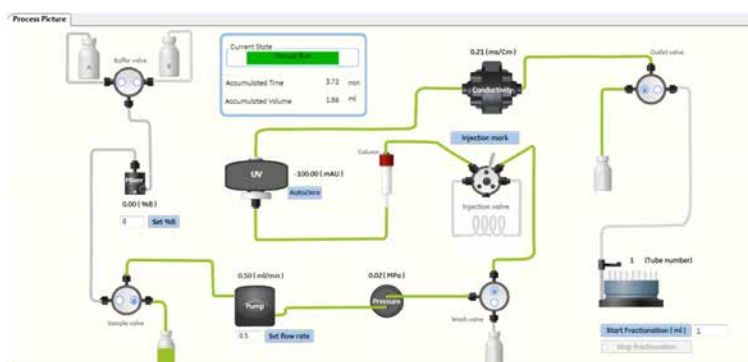 Process Picture
A
B
Buffer valve
Current State
Manual Run
Accumulated Time 3.72 min
Accumulated Volume 1.86 ml
0.21 (ms/Cm)
Conductivity
Outlet valve
Injection mark
Column
UV
-100.00 (mAU)
AutoZero
Mixer
0.00 (%B)
0 Set %B
Injection valve
1 (Tube number)
0.50 (ml/min)
0.02 (MPa)
Pump
Pressure
Sample valve
Wash valve
0.5 Set flow rate
Start Fractionation (ml) 1
Stop fractionation